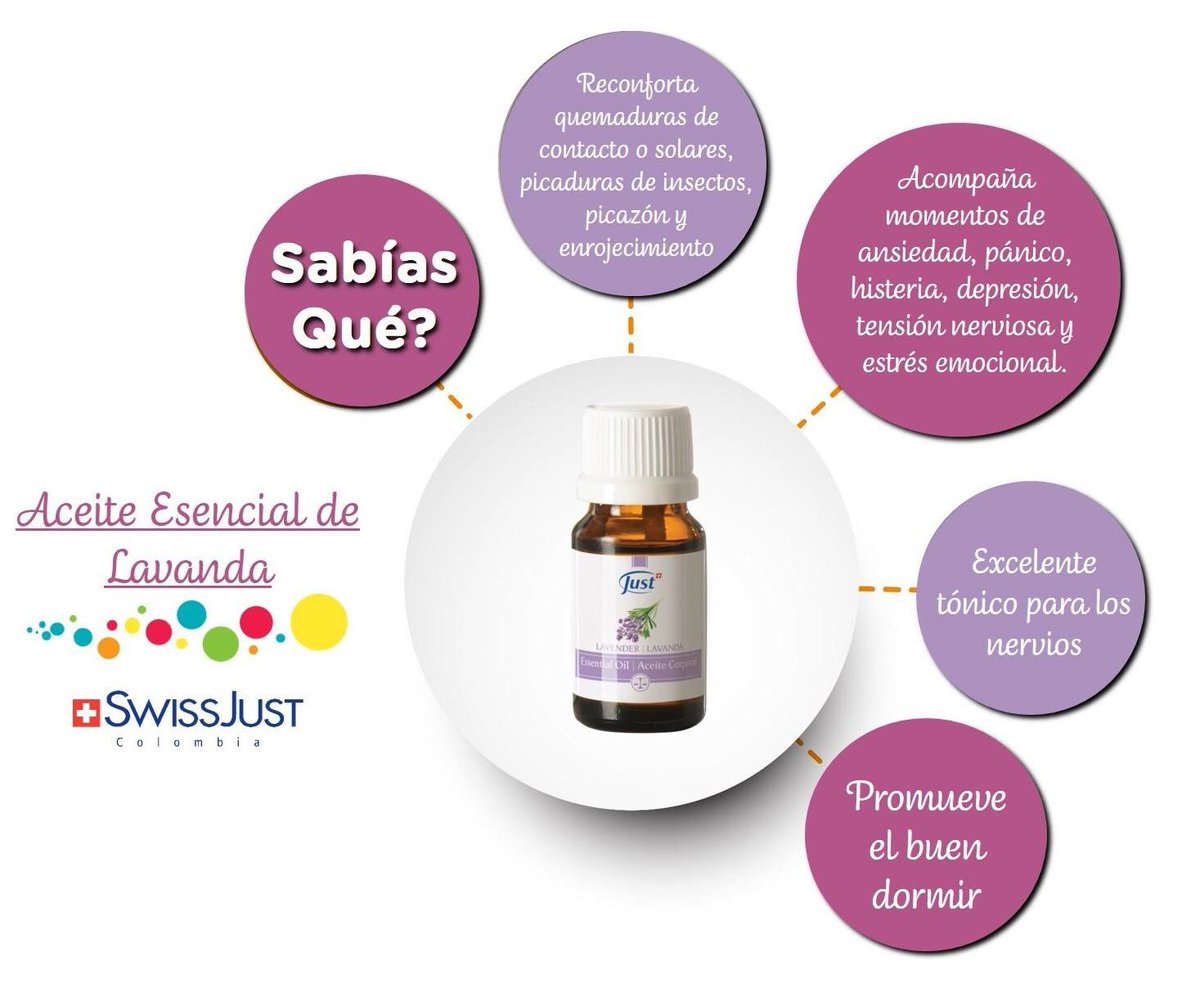 Sabías
Qué?
Reconforta
quemaduras de
contacto o solares,
picaduras de insectos,
picazón y
enrojecimiento
Acompaña
momentos de
ansiedad, pánico,
histeria, depresión,
tensión nerviosa y
estrés emocional.
Excelente
tónico para los
nervios
Promueve
el buen
dormir
Aceite Esencial de
Lavanda
SWISSJUST
Colombia
Just
LAVENDER | LAVANDA
Essential Oil | Aceite Corporal